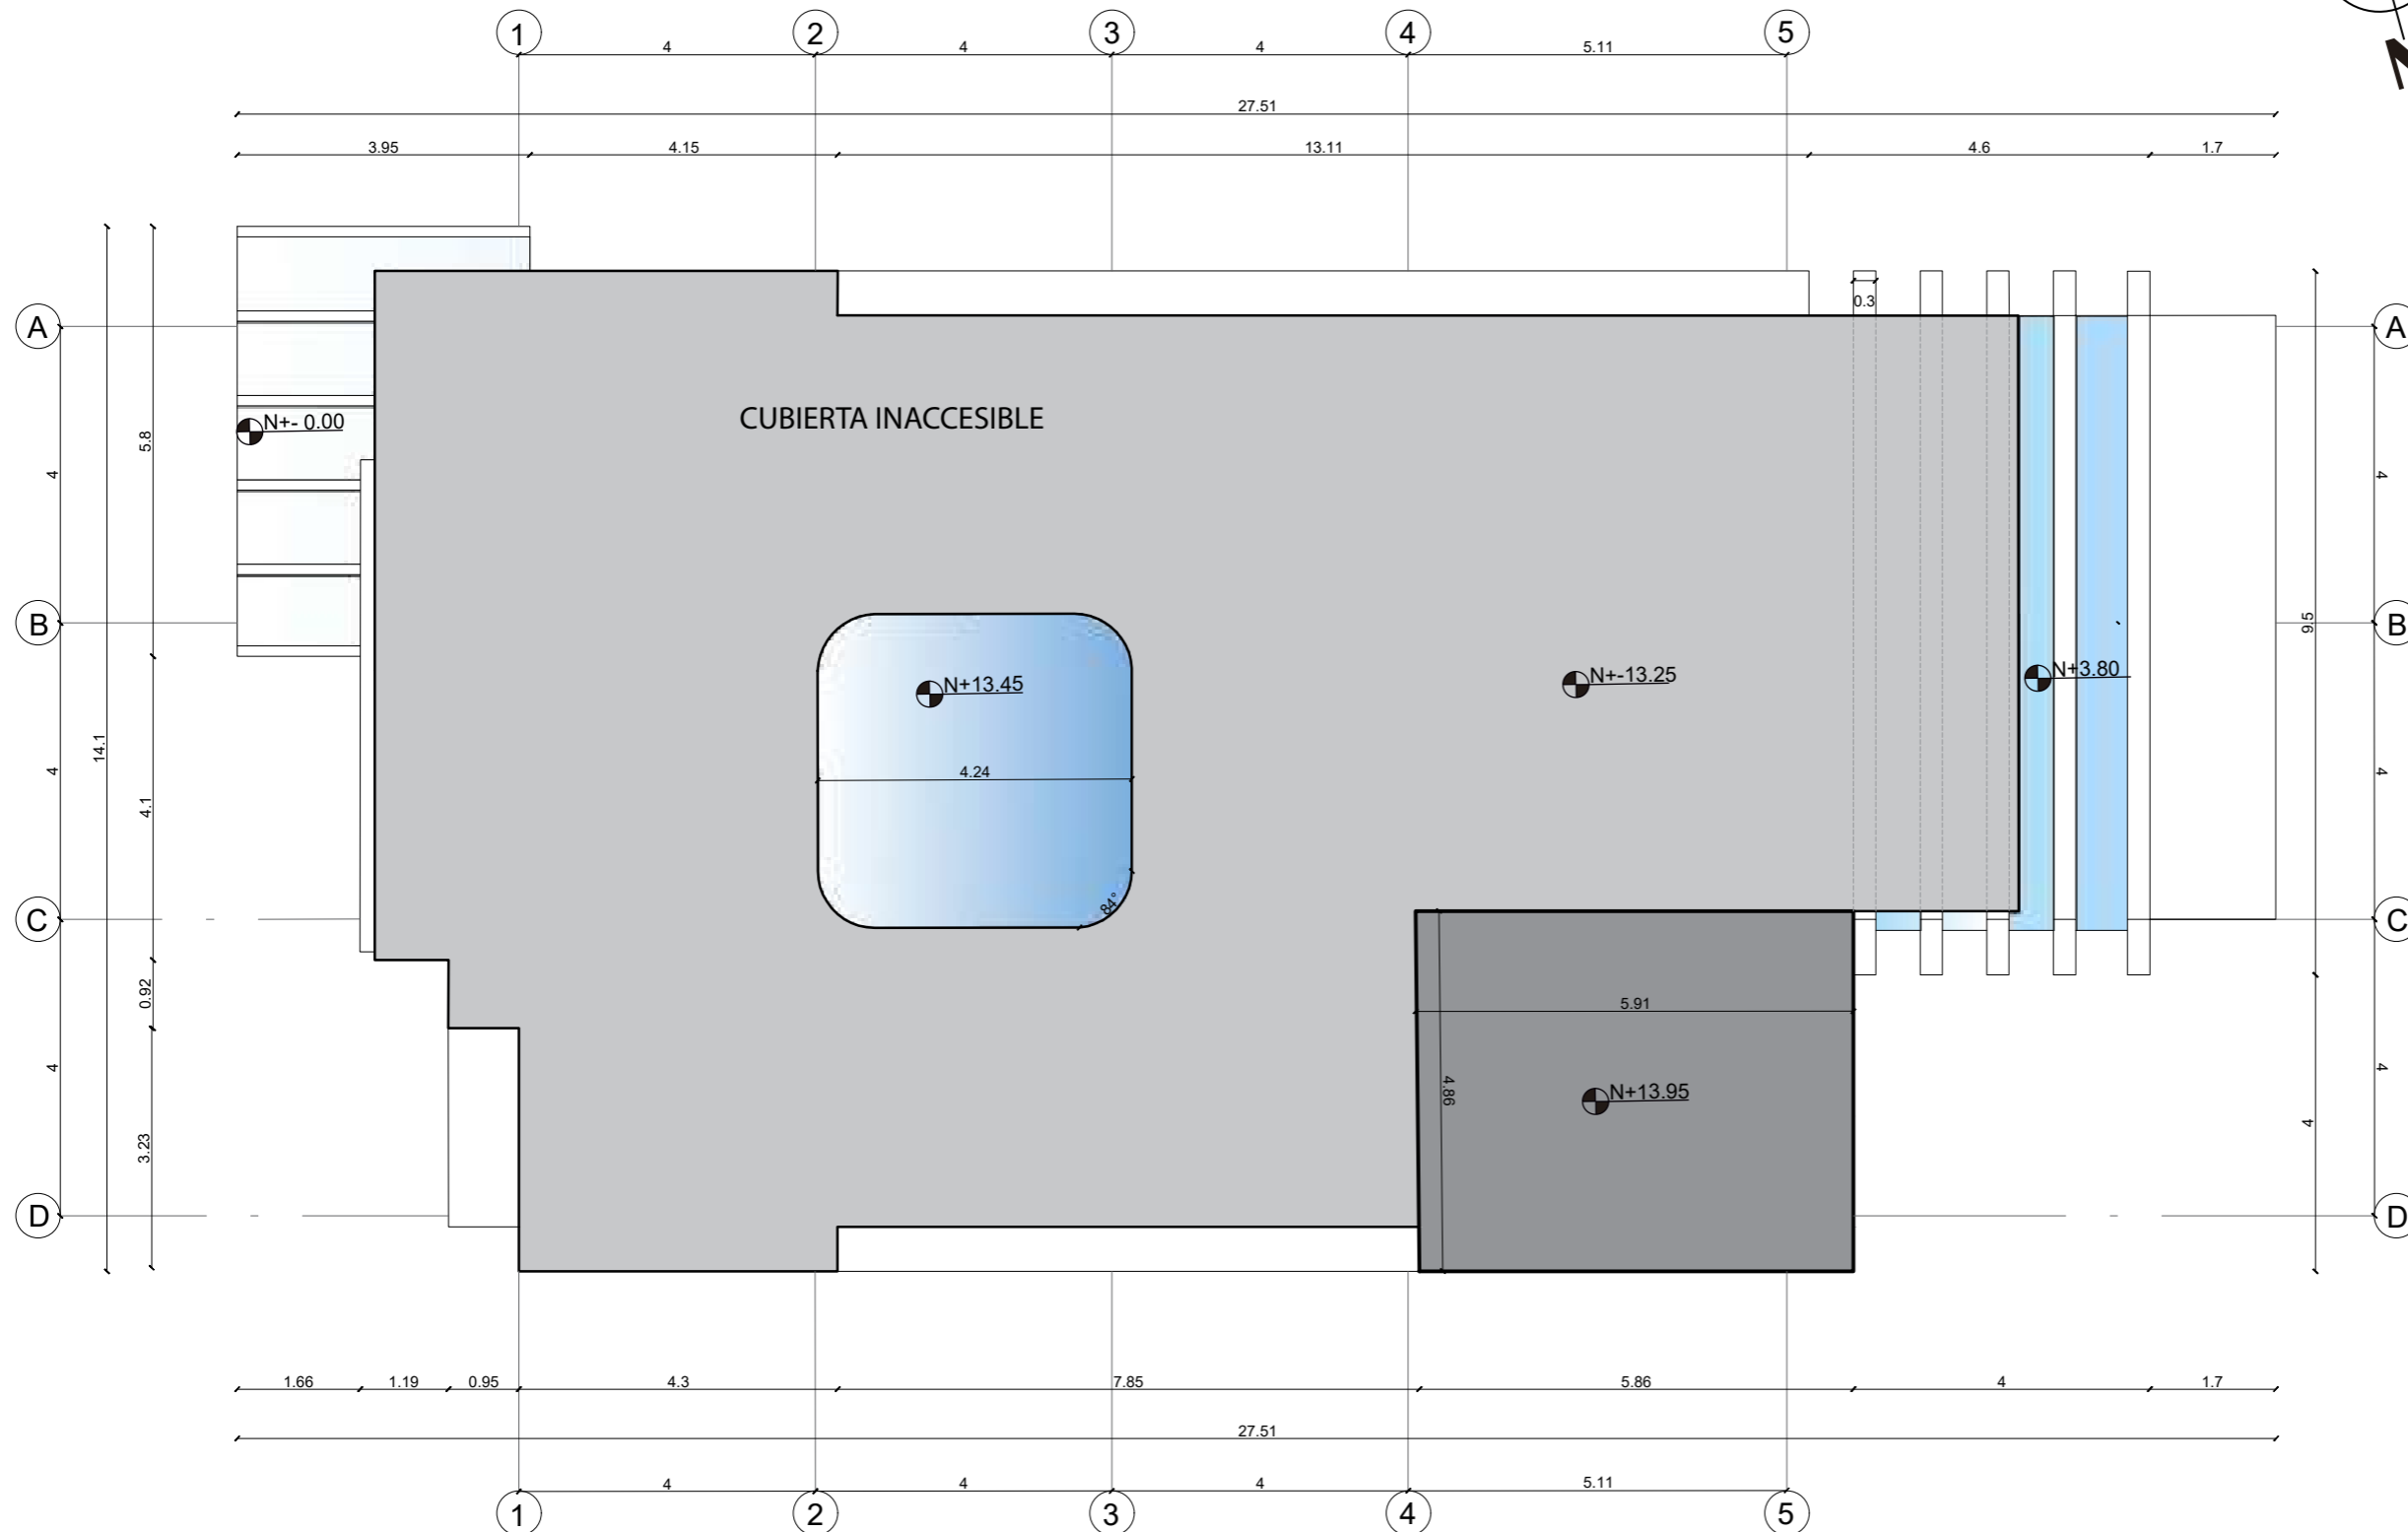 1 2 3 4 5
4 4 4 5.11
N
27.51
3.95 4.15 13.11 4.6 1.7
0.3
A A
CUBIERTA INACCESIBLE
N+- 0.00
5.8
4 4
B B
9.5
N+13.45 N+-13.25 N+3.80
14.1
4.24
4 4
4.1
84°
C C
0.92
5.91
4.86
N+13.95
4 4
3.23 4
D D
1.66 1.19 0.95 4.3 7.85 5.86 4 1.7
27.51
4 4 4 5.11
1 2 3 4 5